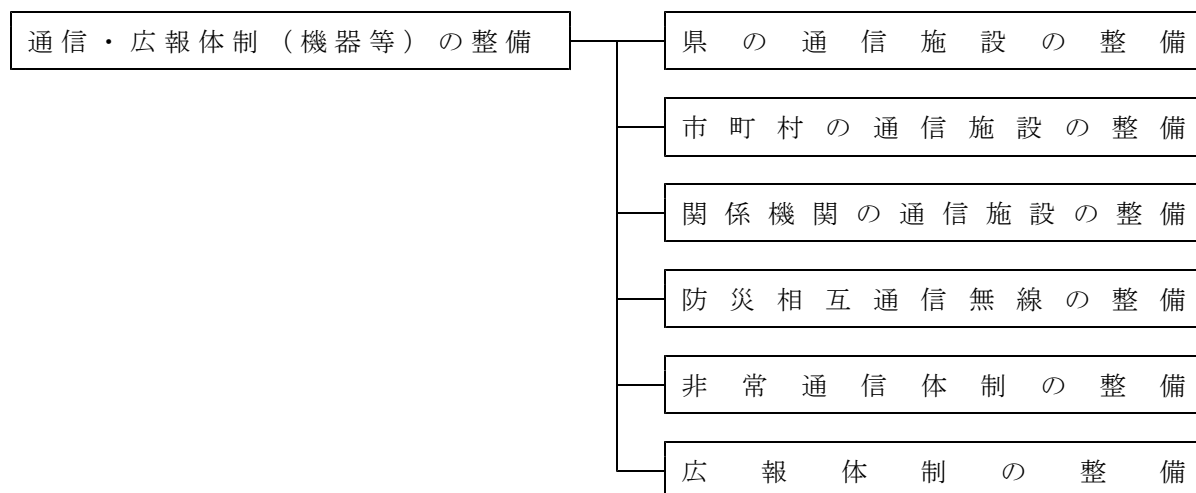 通信・広報体制（機器等）の整備
県の通信施設の整備
市町村の通信施設の整備
関係機関の通信施設の整備
防災相互通信無線の整備
非常通信体制の整備
広報体制の整備